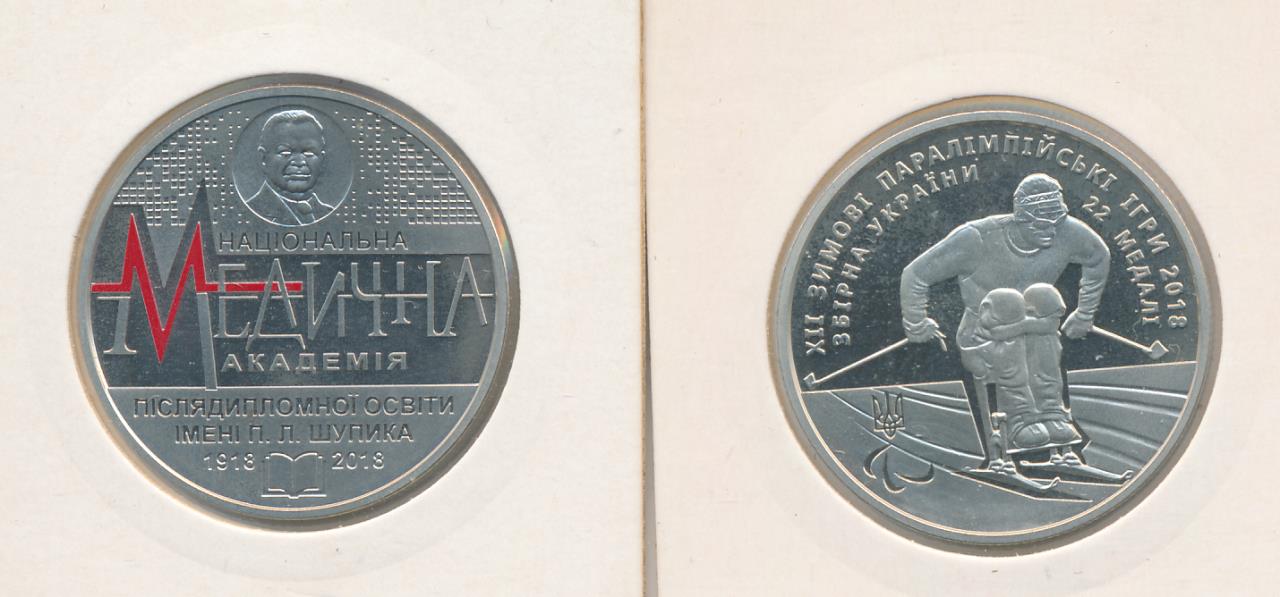 НАЦІОНАЛЬНА
МЕДИЧНА
АКАДЕМІЯ
ПІСЛЯДИПЛОМНОЇ ОСВІТИ
ІМЕНІ П. Л. ШУПИКА
1918 2018
XII ЗИМОВІ ПАРАЛІМПІЙСЬКІ ІГРИ 2018
ЗБІРНА УКРАЇНИ 22 МЕДАЛІ